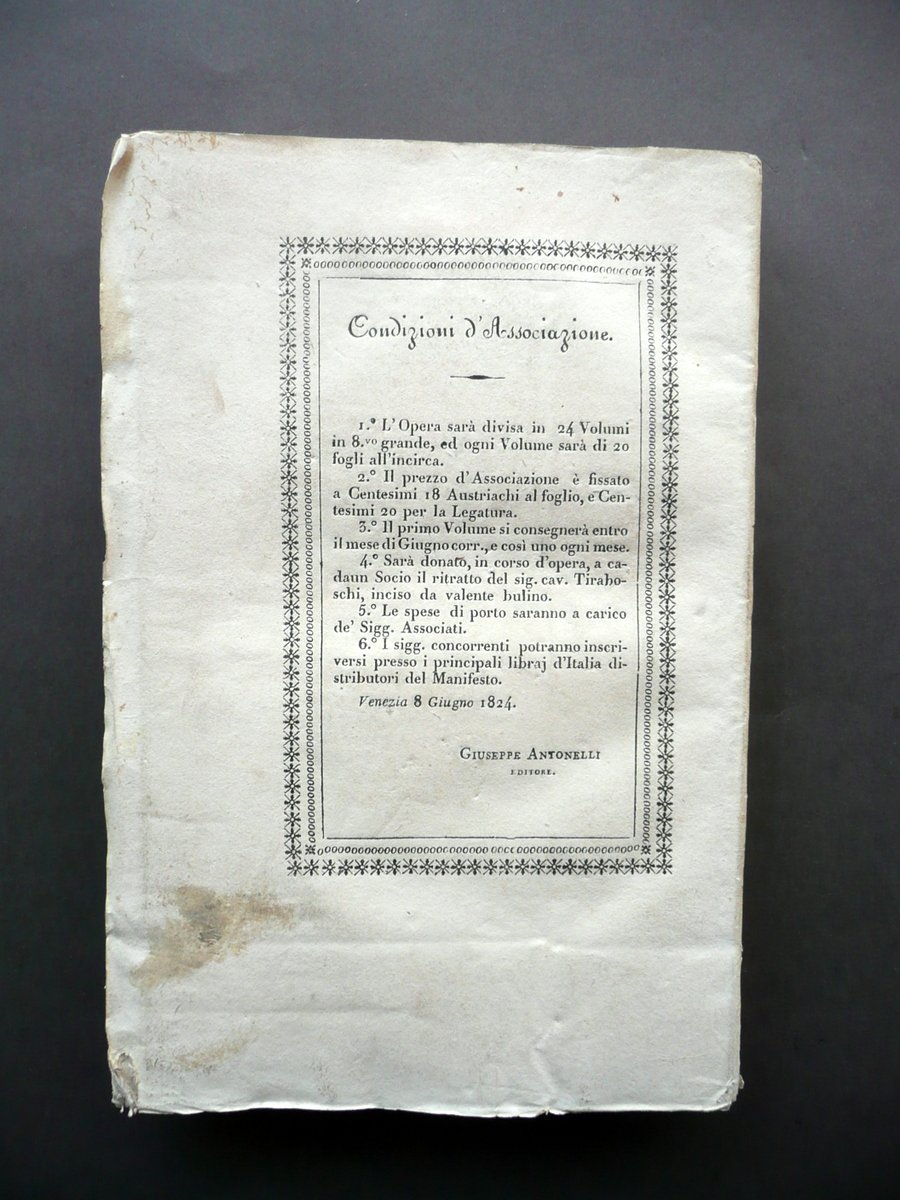 Condizioni d'Associazione.
1.° L'Opera sarà divisa in 24 Volumi
in 8.vo grande, ed ogni Volume sarà di 20
fogli all'incirca.
2.° Il prezzo d'Associazione è fissato
a Centesimi 18 Austriachi al foglio, e Cen-
tesimi 20 per la Legatura.
3.° Il primo Volume si consegnerà entro
il mese di Giugno corr., e così uno ogni mese.
4.° Sarà donato, in corso d'opera, a ca-
daun Socio il ritratto del sig. cav. Tirabo-
schi, inciso da valente bulino.
5.° Le spese di porto saranno a carico
de' Sigg. Associati.
6.° I sigg. concorrenti potranno inscri-
versi presso i principali libraj d'Italia di-
stributori del Manifesto.
Venezia 8 Giugno 1824.
GIUSEPPE ANTONELLI
EDITORE.